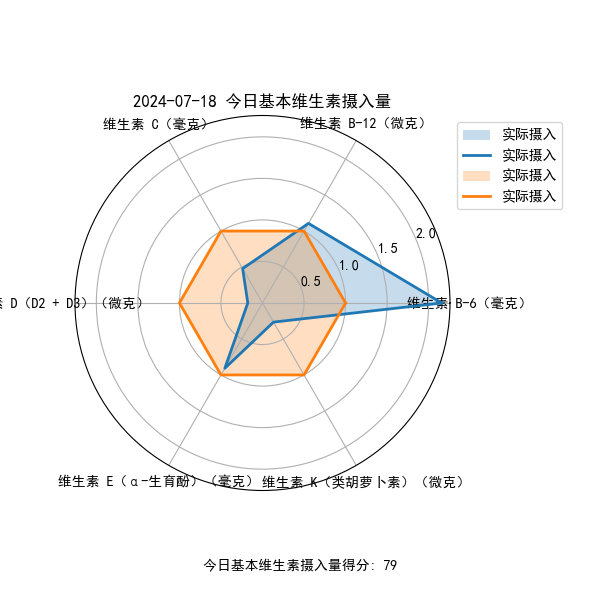 2024-07-18 今日基本维生素摄入量
维生素 C（毫克）
维生素 B-12（微克）
实际摄入
实际摄入
实际摄入
实际摄入
2.0
1.5
1.0
0.5
D（D2 + D3）（微克）
维生素 B-6（毫克）
维生素 E（α-生育酚）（毫克）
维生素 K（类胡萝卜素）（微克）
今日基本维生素摄入量得分: 79